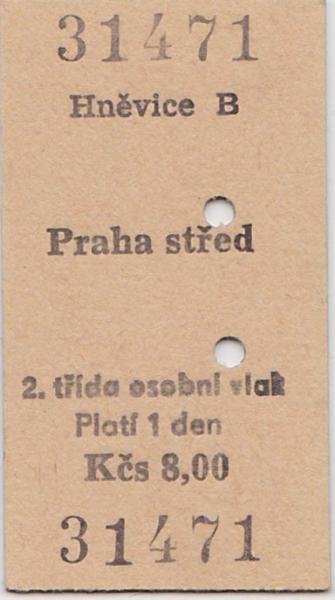 31471
Hněvice B
Praha střed
2. třída osobní vlak
Platí 1 den
Kčs 8,00
31471